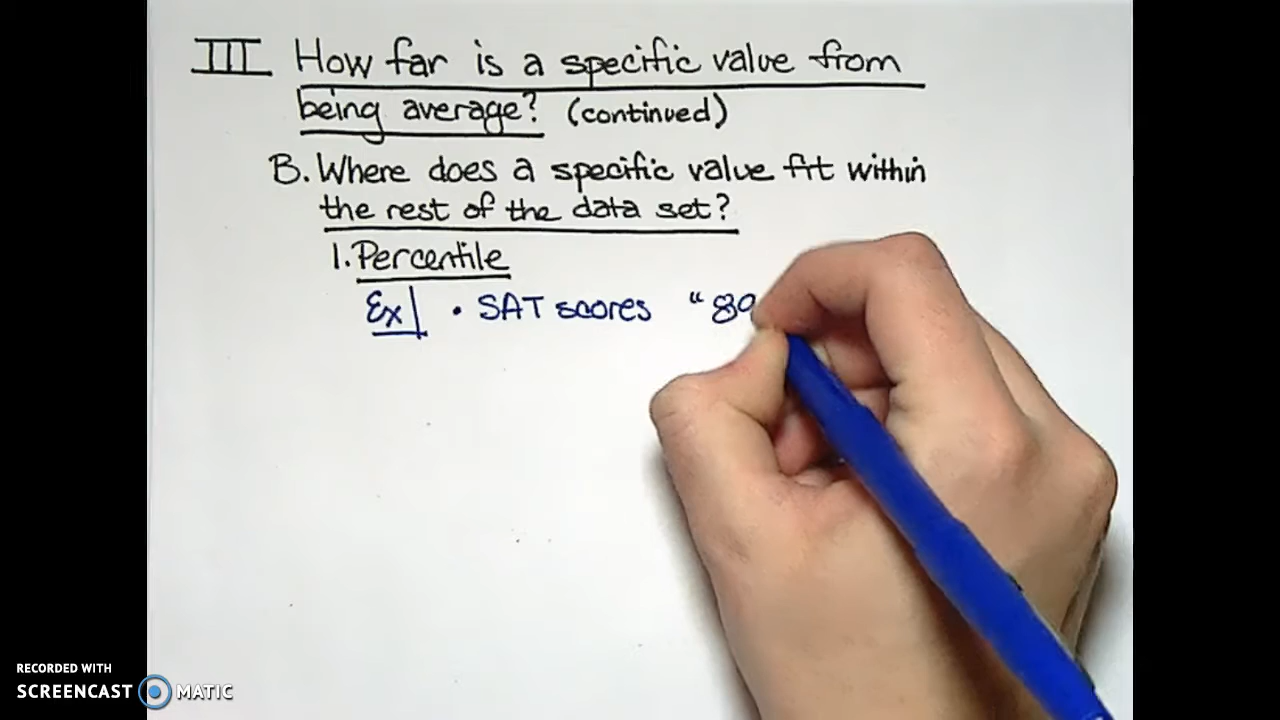 III How far is a specific value from
being average? (continued)
B. Where does a specific value fit within
the rest of the data set?
1. Percentile
Ex • SAT scores "89
RECORDED WITH
SCREENCAST MATIC